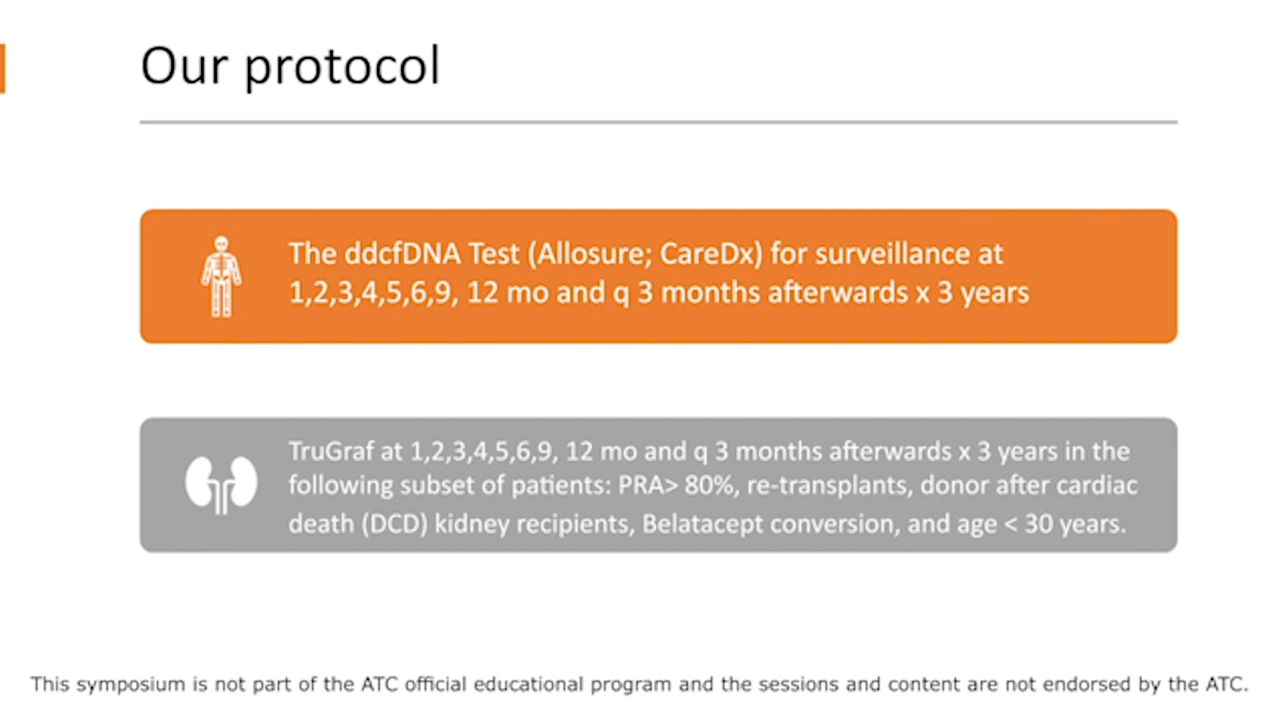 Our protocol
The ddcfDNA Test (Allosure; CareDx) for surveillance at
1,2,3,4,5,6,9, 12 mo and q 3 months afterwards x 3 years
TruGraf at 1,2,3,4,5,6,9, 12 mo and q 3 months afterwards x 3 years in the
following subset of patients: PRA> 80%, re-transplants, donor after cardiac
death (DCD) kidney recipients, Belatacept conversion, and age < 30 years.
This symposium is not part of the ATC official educational program and the sessions and content are not endorsed by the ATC.